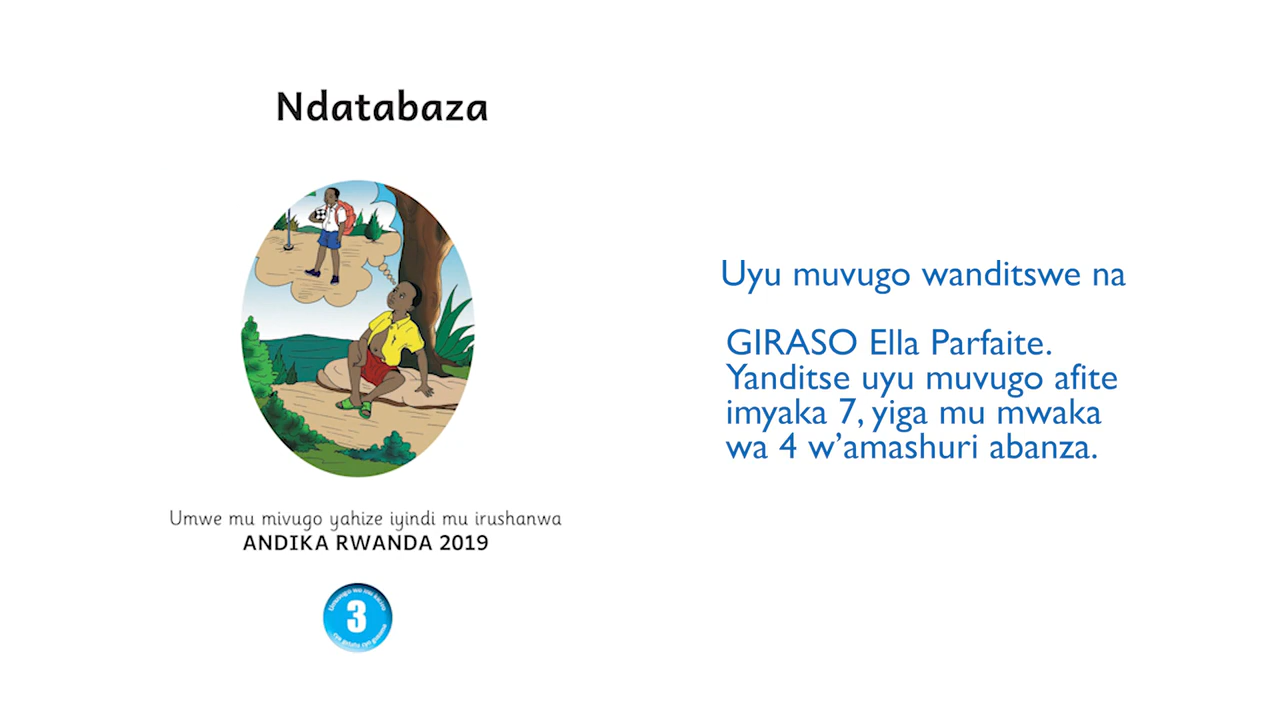 Ndatabaza
Umwe mu mivugo yahize iyindi mu irushanwa
ANDIKA RWANDA 2019
3
Uyu muvugo wanditswe na
GIRASO Ella Parfaite.
Yanditse uyu muvugo afite
imyaka 7, yiga mu mwaka
wa 4 w’amashuri abanza.